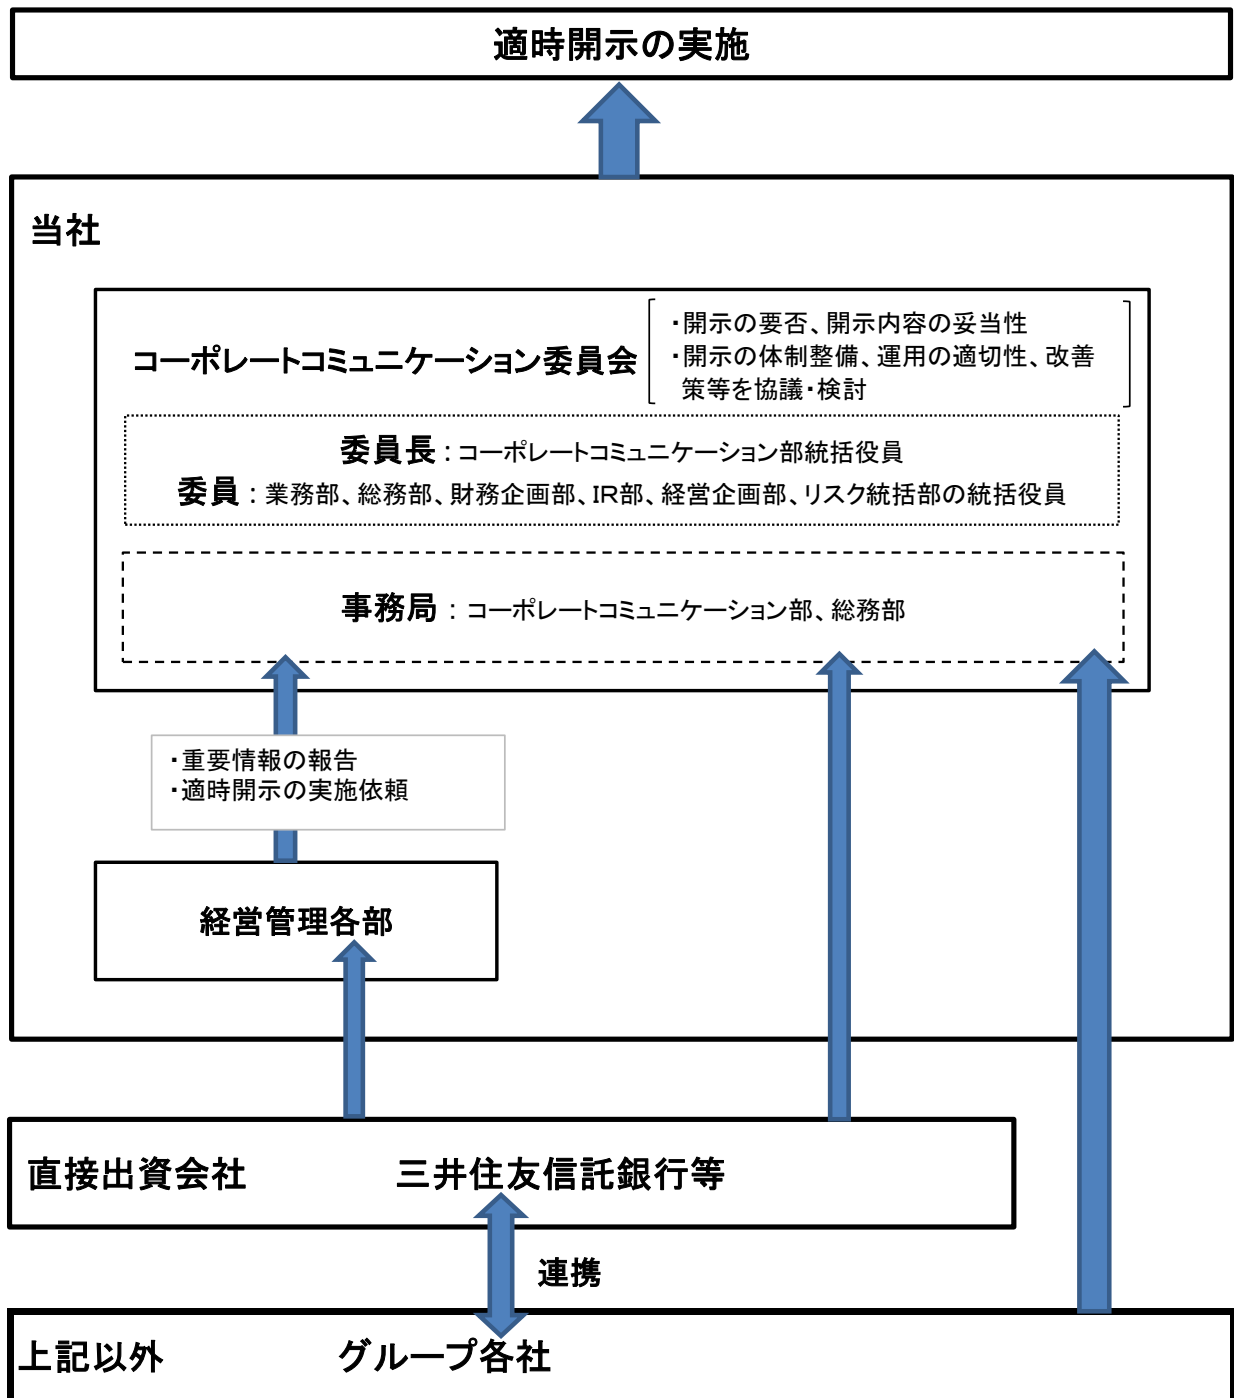 適時開示の実施
当社
コーポレートコミュニケーション委員会
・開示の要否、開示内容の妥当性
・開示の体制整備、運用の適切性、改善
策等を協議・検討
委員長：コーポレートコミュニケーション部統括役員
委員：業務部、総務部、財務企画部、IR部、経営企画部、リスク統括部の統括役員
事務局：コーポレートコミュニケーション部、総務部
・重要情報の報告
・適時開示の実施依頼
経営管理各部
直接出資会社 三井住友信託銀行等
連携
上記以外 グループ各社